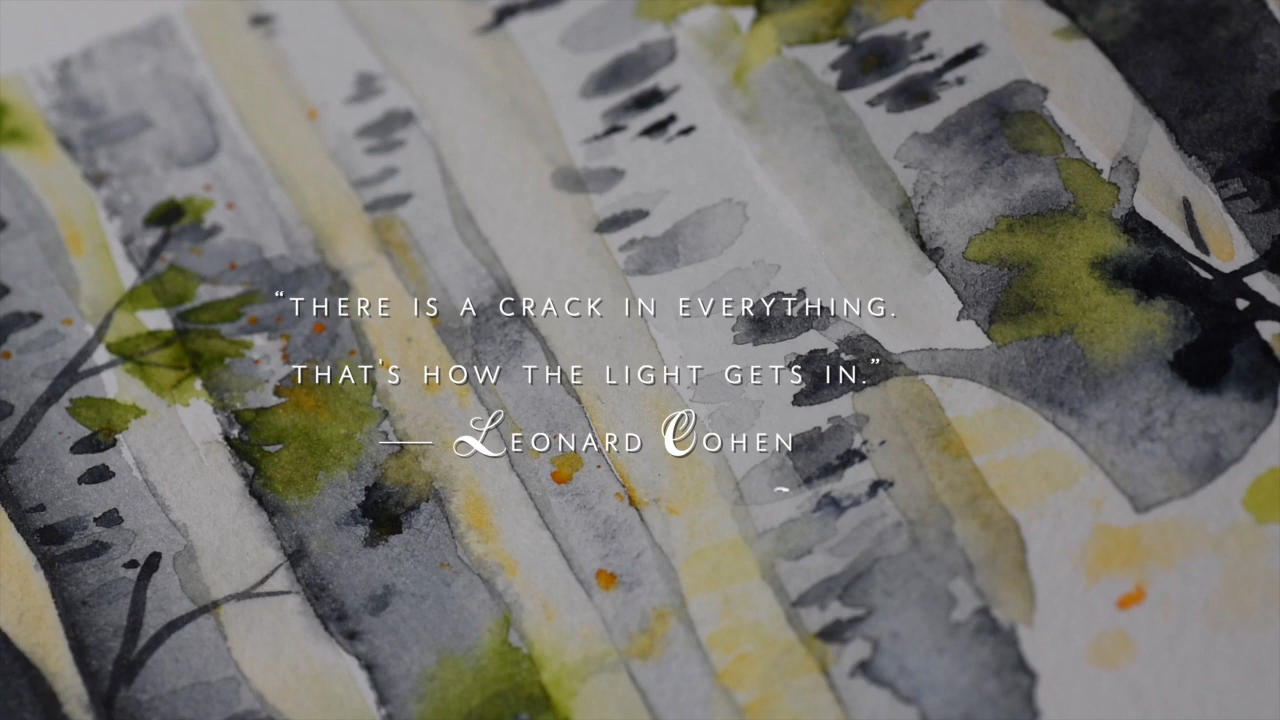 “THERE IS A CRACK IN EVERYTHING.
THAT'S HOW THE LIGHT GETS IN.”
— LEONARD COHEN